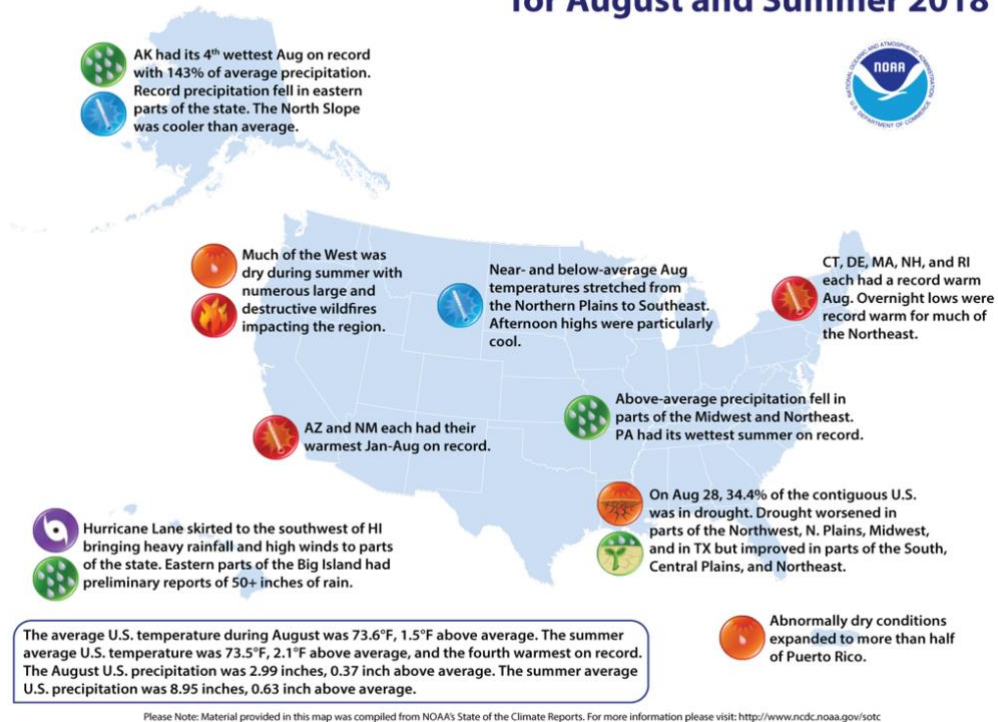 for August and Summer 2018
AK had its 4th wettest Aug on record
with 143% of average precipitation.
Record precipitation fell in eastern
parts of the state. The North Slope
was cooler than average.
NATIONAL OCEANIC AND ATMOSPHERIC ADMINISTRATION
NOAA
U.S. DEPARTMENT OF COMMERCE
Much of the West was
dry during summer with
numerous large and
destructive wildfires
impacting the region.
Near- and below-average Aug
temperatures stretched from
the Northern Plains to Southeast.
Afternoon highs were particularly
cool.
CT, DE, MA, NH, and RI
each had a record warm
Aug. Overnight lows were
record warm for much of
the Northeast.
AZ and NM each had their
warmest Jan-Aug on record.
Above-average precipitation fell in
parts of the Midwest and Northeast.
PA had its wettest summer on record.
On Aug 28, 34.4% of the contiguous U.S.
was in drought. Drought worsened in
parts of the Northwest, N. Plains, Midwest,
and in TX but improved in parts of the South,
Central Plains, and Northeast.
Hurricane Lane skirted to the southwest of HI
bringing heavy rainfall and high winds to parts
of the state. Eastern parts of the Big Island had
preliminary reports of 50+ inches of rain.
Abnormally dry conditions
expanded to more than half
of Puerto Rico.
The average U.S. temperature during August was 73.6°F, 1.5°F above average. The summer
average U.S. temperature was 73.5°F, 2.1°F above average, and the fourth warmest on record.
The August U.S. precipitation was 2.99 inches, 0.37 inch above average. The summer average
U.S. precipitation was 8.95 inches, 0.63 inch above average.
Please Note: Material provided in this map was compiled from NOAA's State of the Climate Reports. For more information please visit: http://www.ncdc.noaa.gov/sotc